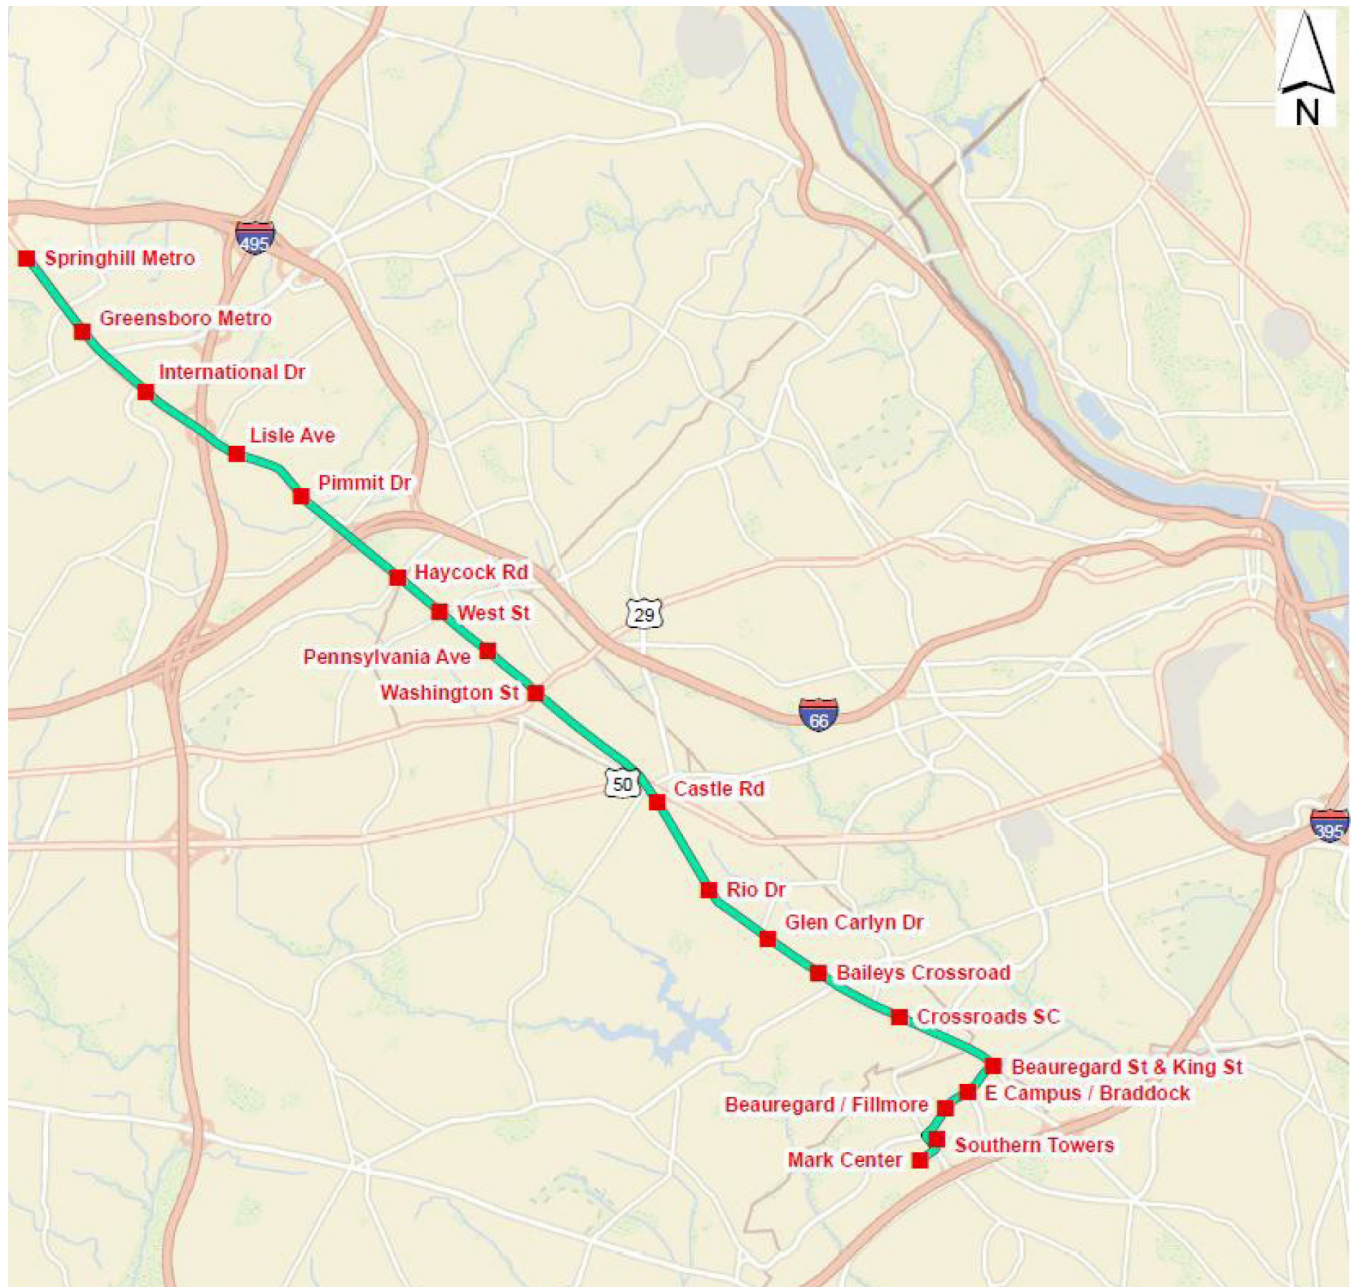 N
495
Springhill Metro
Greensboro Metro
International Dr
Lisle Ave
Pimmit Dr
Haycock Rd
West St
29
Pennsylvania Ave
Washington St
66
50
Castle Rd
395
Rio Dr
Glen Carlyn Dr
Baileys Crossroad
Crossroads SC
Beauregard St & King St
E Campus / Braddock
Beauregard / Fillmore
Southern Towers
Mark Center